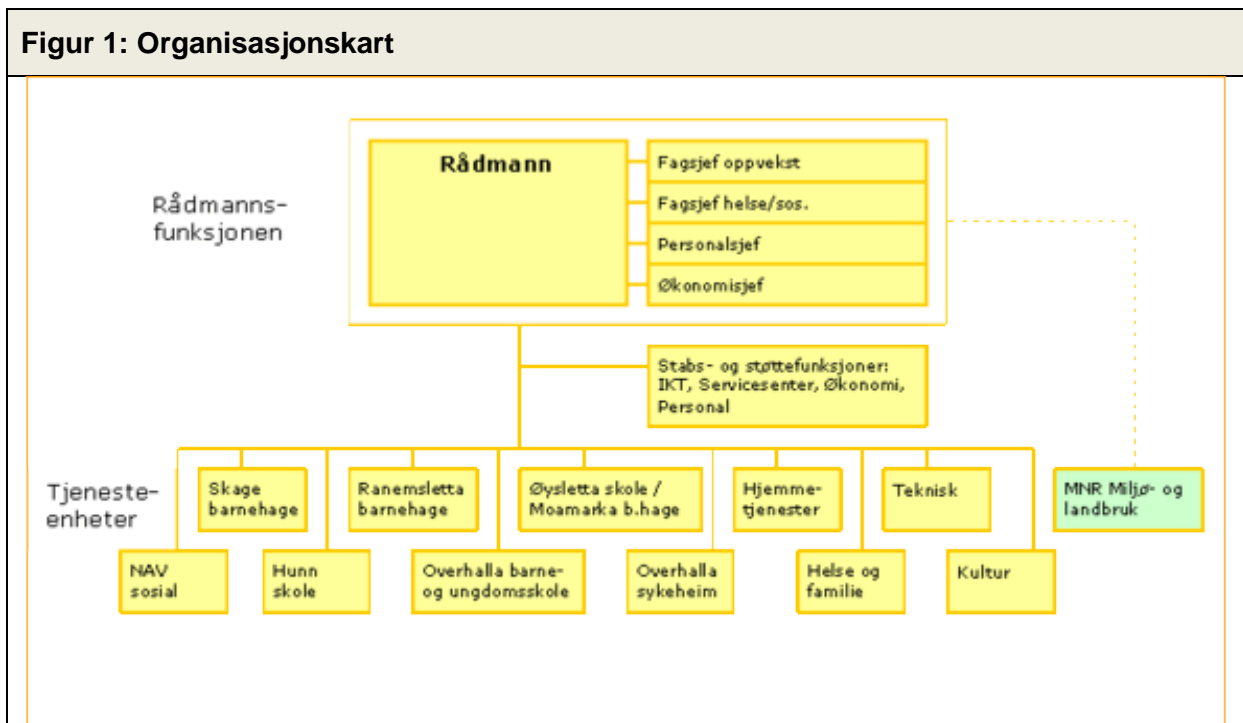 Figur 1: Organisasjonskart
Rådmanns-
funksjonen
Rådmann
Fagsjef oppvekst
Fagsjef helse/sos.
Personalsjef
Økonomisjef
Stabs- og støttefunksjoner:
IKT, Servicesenter, Økonomi,
Personal
Tjeneste-
enheter
Skage
barnehage
Ranemsletta
barnehage
Øysletta skole /
Moamarka b.hage
Hjemme-
tjenester
Teknisk
MNR Miljø- og
landbruk
NAV
sosial
Hunn
skole
Overhalla barne-
og ungdomsskole
Overhalla
sykeheim
Helse og
familie
Kultur